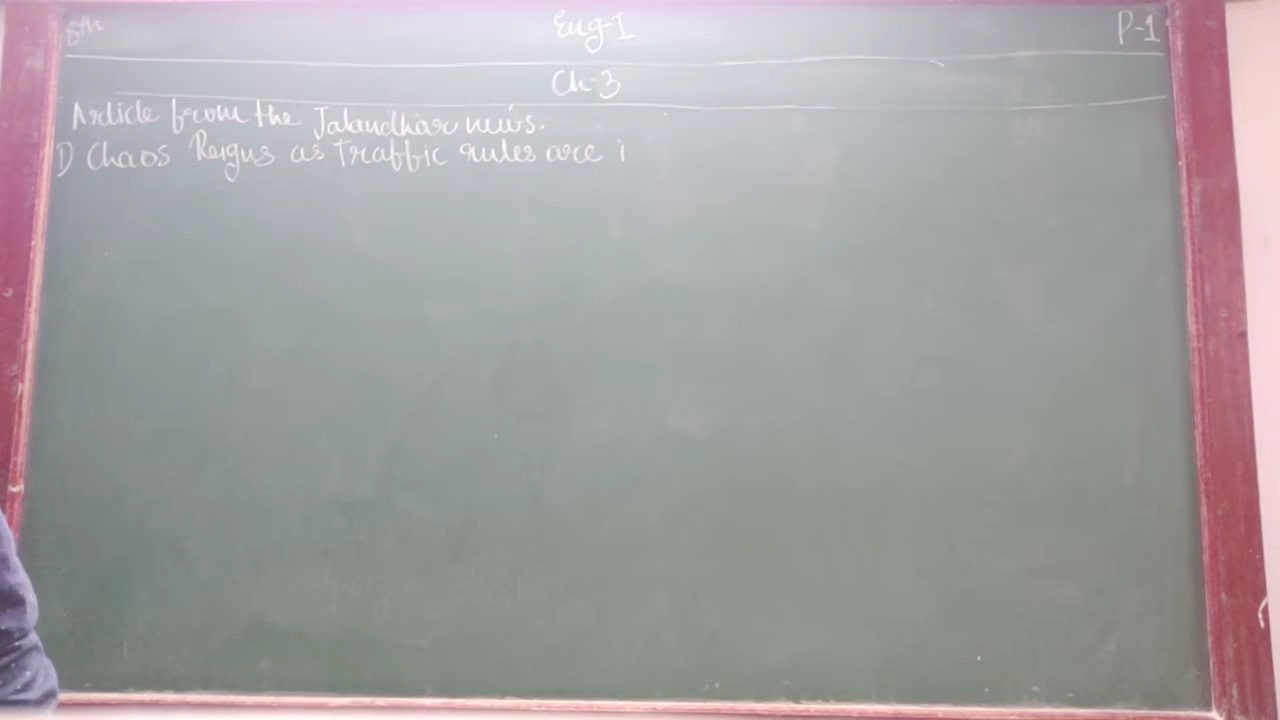 8th Eng-I P-1
Ch-3
Article from the Jalandhar news.
1) Chaos Reigns as Traffic rules are i